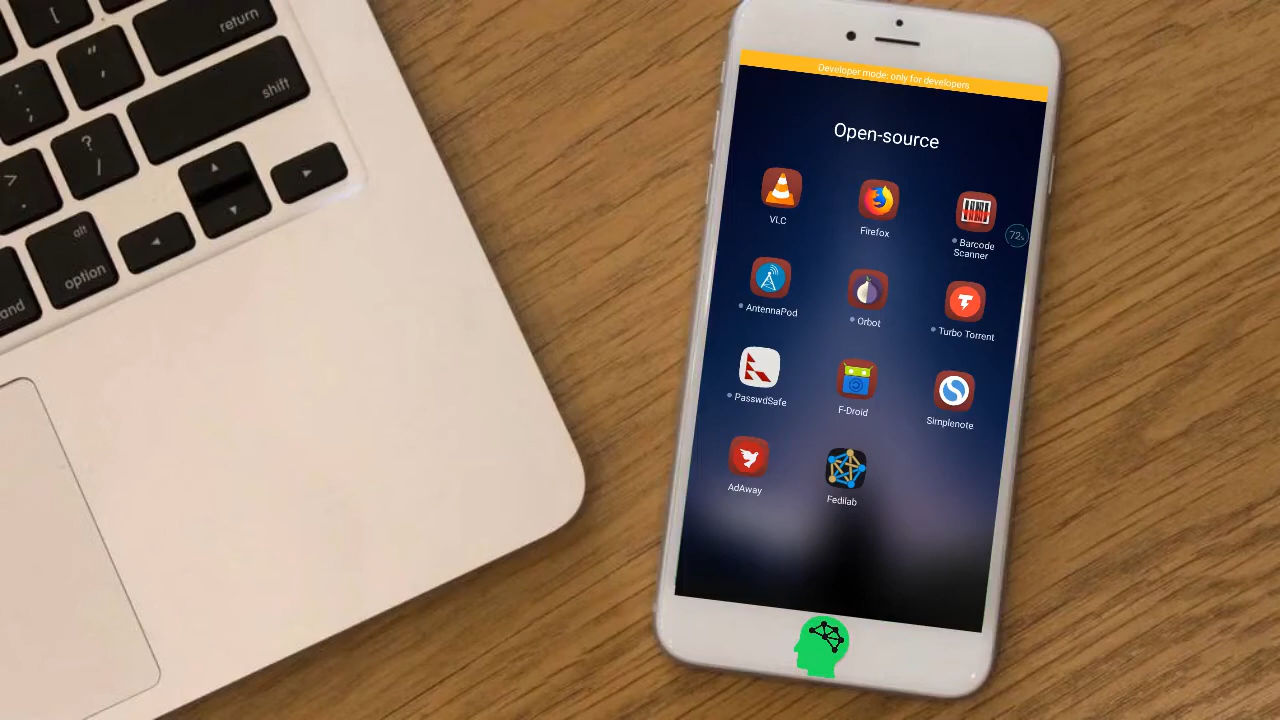 [
return
"
,
:
;
shift
?
/
>
.
alt
option
and
Developer mode: only for developers
Open-source
VLC
Firefox
Barcode
Scanner
72%
AntennaPod
Orbot
Turbo Torrent
PasswdSafe
F-Droid
Simplenote
AdAway
Fedilab